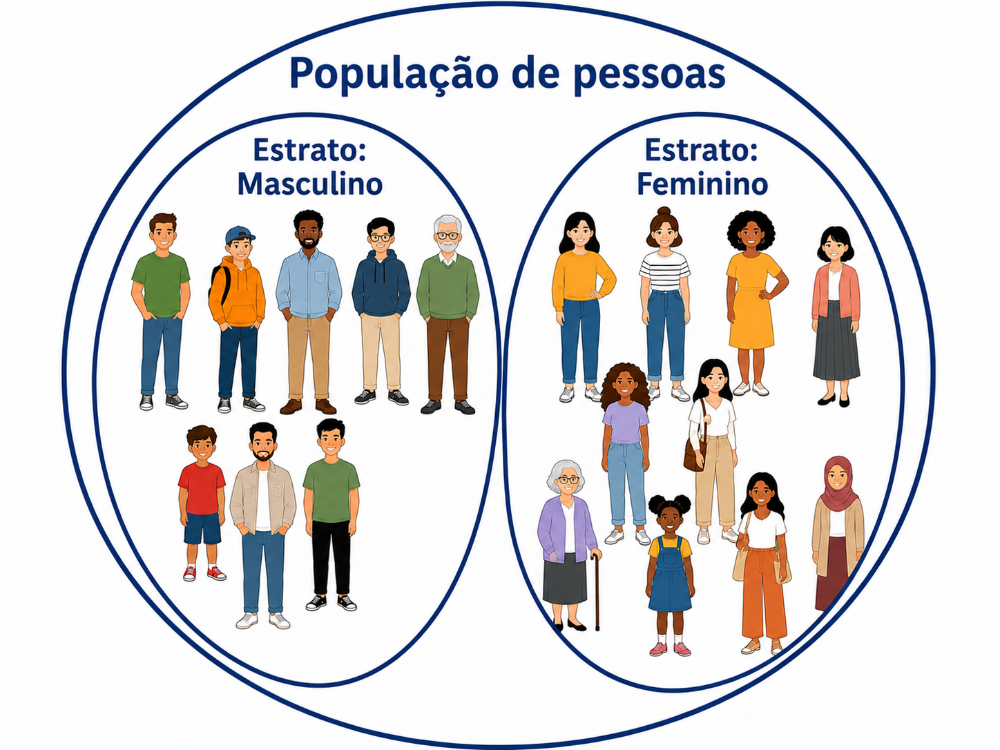 População de pessoas
Estrato:
Masculino
Estrato:
Feminino